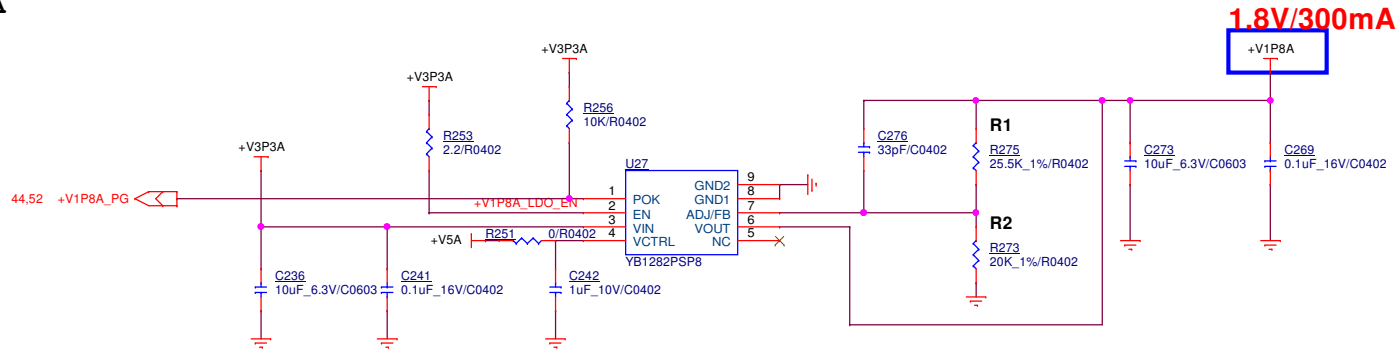 A
1.8V/300mA
+V1P8A
+V3P3A
+V3P3A
+V3P3A
R256
10K/R0402
R253
2.2/R0402
C276
33pF/C0402
R1
R275
25.5K_1%/R0402
C273
10uF_6.3V/C0603
C269
0.1uF_16V/C0402
U27
44,52 +V1P8A_PG
+V1P8A_LDO_EN
1 POK
2 EN
3 VIN
4 VCTRL
GND2 9
GND1 8
ADJ/FB 7
VOUT 6
NC 5
YB1282PSP8
+V5A
R251 0/R0402
R2
R273
20K_1%/R0402
C236
10uF_6.3V/C0603
C241
0.1uF_16V/C0402
C242
1uF_10V/C0402